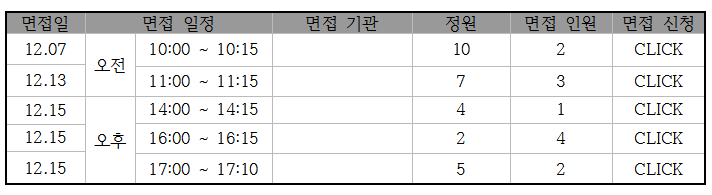 면접일 면접 일정 면접 기관 정원 면접 인원 면접 신청
12.07 오전 10:00 ~ 10:15 10 2 CLICK
12.13 11:00 ~ 11:15 7 3 CLICK
12.15 오후 14:00 ~ 14:15 4 1 CLICK
12.15 16:00 ~ 16:15 2 4 CLICK
12.15 17:00 ~ 17:10 5 2 CLICK